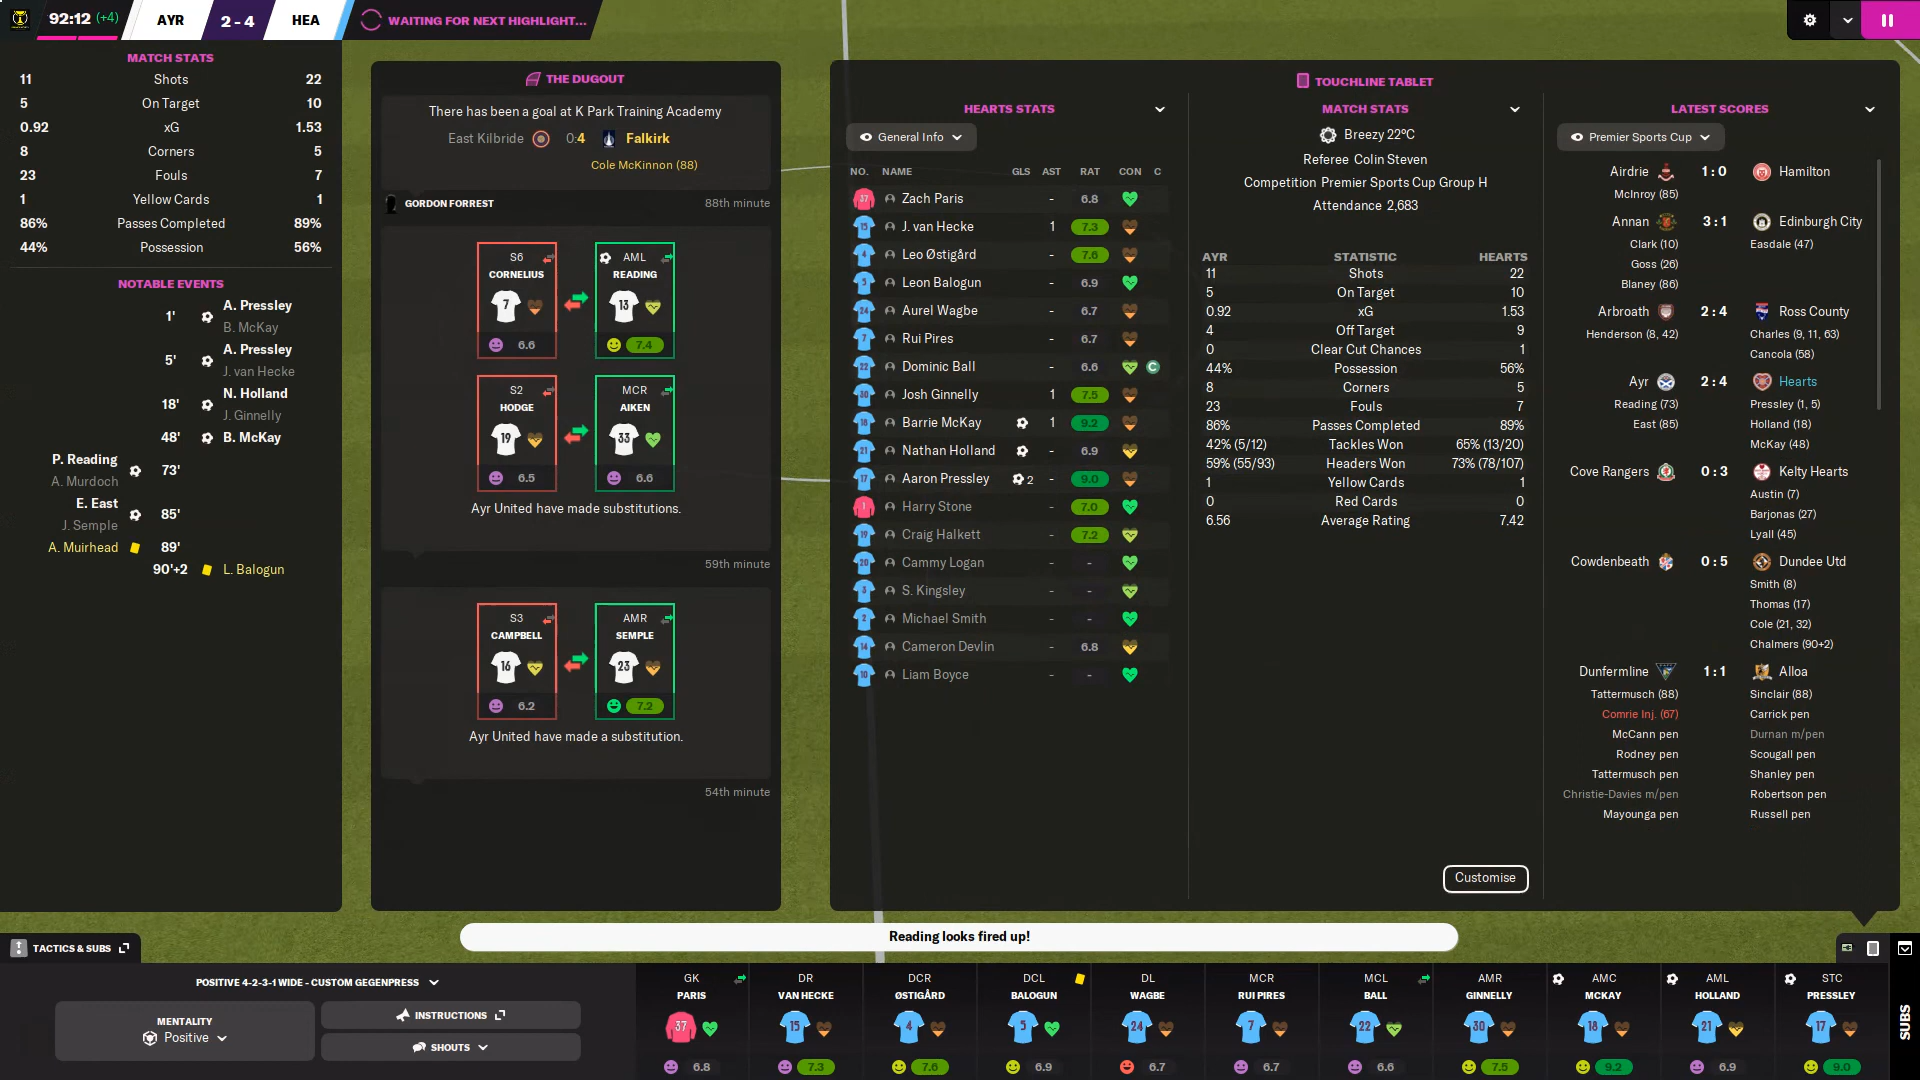 92:12 (+4) AYR 2 - 4 HEA WAITING FOR NEXT HIGHLIGHT...
MATCH STATS
11 Shots 22
5 On Target 10
0.92 xG 1.53
8 Corners 5
23 Fouls 7
1 Yellow Cards 1
86% Passes Completed 89%
44% Possession 56%
NOTABLE EVENTS
1' A. Pressley
B. McKay
5' A. Pressley
J. van Hecke
18' N. Holland
J. Ginnelly
48' B. McKay
P. Reading 73'
A. Murdoch
E. East 85'
J. Semple
A. Muirhead 89'
90'+2 L. Balogun
THE DUGOUT
There has been a goal at K Park Training Academy
East Kilbride 0:4 Falkirk
Cole McKinnon (88)
GORDON FORREST 88th minute
S6 AML
CORNELIUS READING
7 13
6.6 7.4
S2 MCR
HODGE AIKEN
19 33
6.5 6.6
Ayr United have made substitutions.
59th minute
S3 AMR
CAMPBELL SEMPLE
16 23
6.2 7.2
Ayr United have made a substitution.
54th minute
TOUCHLINE TABLET
HEARTS STATS
General Info
NO. NAME GLS AST RAT CON C
37 Zach Paris - 6.8
15 J. van Hecke 1 7.3
4 Leo Østigård - 7.6
5 Leon Balogun - 6.9
24 Aurel Wagbe - 6.7
7 Rui Pires - 6.7
22 Dominic Ball - 6.6 C
30 Josh Ginnelly 1 7.5
18 Barrie McKay 1 9.2
21 Nathan Holland - 6.9
17 Aaron Pressley 2 - 9.0
1 Harry Stone - 7.0
19 Craig Halkett - 7.2
20 Cammy Logan - -
3 S. Kingsley - -
2 Michael Smith - -
14 Cameron Devlin - 6.8
10 Liam Boyce - -
MATCH STATS
Breezy 22°C
Referee Colin Steven
Competition Premier Sports Cup Group H
Attendance 2,683
AYR STATISTIC HEARTS
11 Shots 22
5 On Target 10
0.92 xG 1.53
4 Off Target 9
0 Clear Cut Chances 1
44% Possession 56%
8 Corners 5
23 Fouls 7
86% Passes Completed 89%
42% (5/12) Tackles Won 65% (13/20)
59% (55/93) Headers Won 73% (78/107)
1 Yellow Cards 1
0 Red Cards 0
6.56 Average Rating 7.42
Customise
LATEST SCORES
Premier Sports Cup
Airdrie 1:0 Hamilton
McInroy (85)
Annan 3:1 Edinburgh City
Clark (10) Easdale (47)
Goss (26)
Blaney (86)
Arbroath 2:4 Ross County
Henderson (8, 42) Charles (9, 11, 63)
Cancola (58)
Ayr 2:4 Hearts
Reading (73) Pressley (1, 5)
East (85) Holland (18)
McKay (48)
Cove Rangers 0:3 Kelty Hearts
Austin (7)
Barjonas (27)
Lyall (45)
Cowdenbeath 0:5 Dundee Utd
Smith (8)
Thomas (17)
Cole (21, 32)
Chalmers (90+2)
Dunfermline 1:1 Alloa
Tattermusch (88) Sinclair (88)
Comrie Inj. (67) Carrick pen
McCann pen Durnan m/pen
Rodney pen Scougall pen
Tattermusch pen Shanley pen
Christie-Davies m/pen Robertson pen
Mayounga pen Russell pen
Reading looks fired up!
TACTICS & SUBS
POSITIVE 4-2-3-1 WIDE - CUSTOM GEGENPRESS
MENTALITY
Positive
INSTRUCTIONS
SHOUTS
GK DR DCR DCL DL MCR MCL AMR AMC AML STC
PARIS VAN HECKE ØSTIGÅRD BALOGUN WAGBE RUI PIRES BALL GINNELLY MCKAY HOLLAND PRESSLEY
37 15 4 5 24 7 22 30 18 21 17
6.8 7.3 7.6 6.9 6.7 6.7 6.6 7.5 9.2 6.9 9.0
SUBS